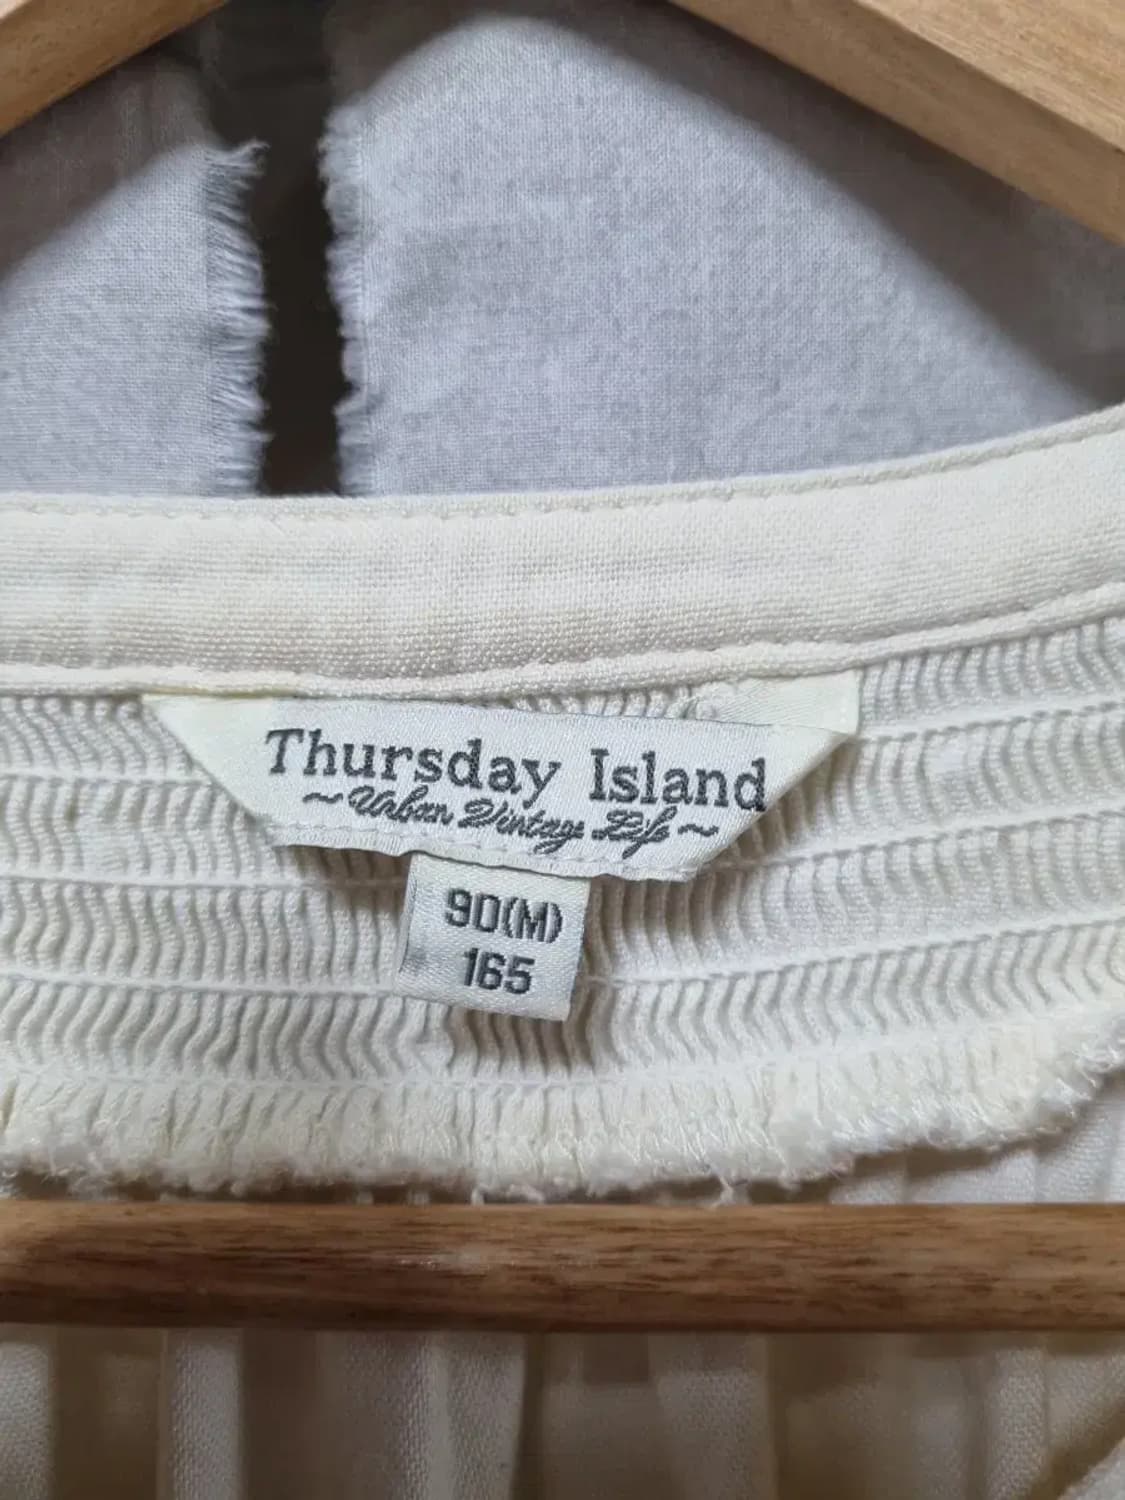 Thursday Island
~Urban Vintage Life~
90(M)
165